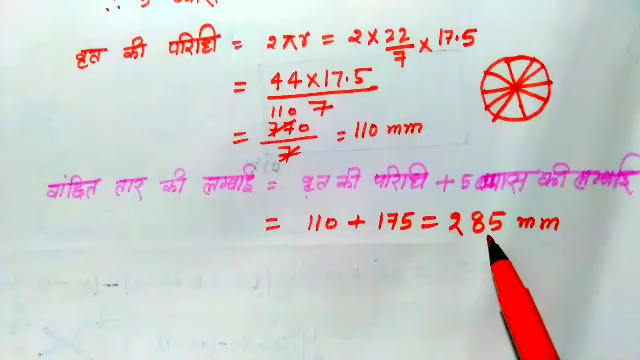 वृत की परिधि = 2πr = 2 × 22/7 × 17.5
= 44 × 17.5 / 7
110
= 770 / 7 = 110 mm
वांछित तार की लम्बाई = वृत की परिधि + 5 व्यास की लम्बाई
= 110 + 175 = 285 mm